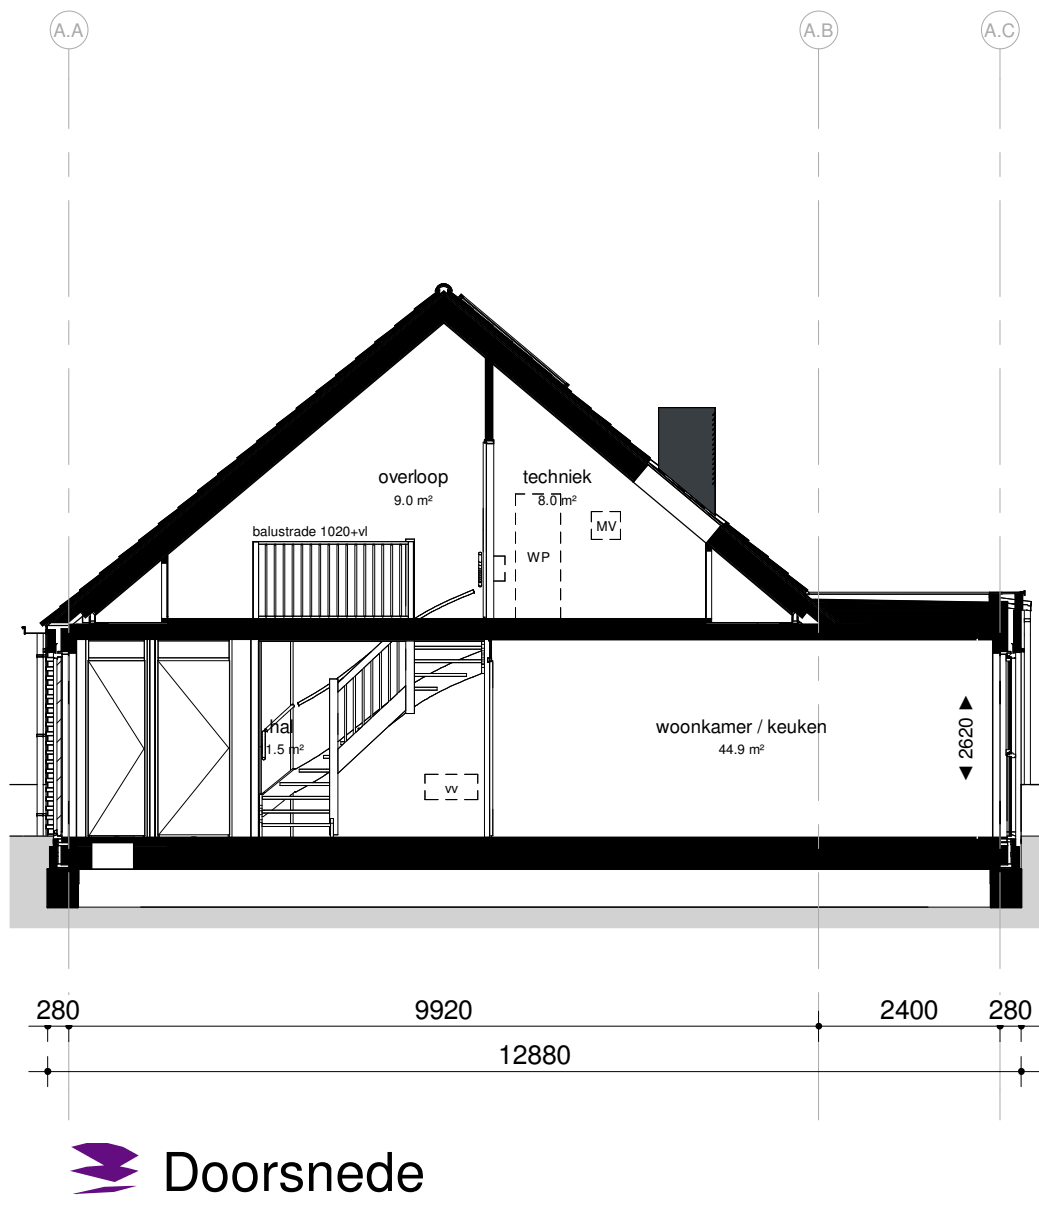 A.A
A.B
A.C
overloop
9.0 m²
techniek
8.0 m²
balustrade 1020+vl
MV
WP
hal
1.5 m²
woonkamer / keuken
44.9 m²
2620
vv
280
9920
2400
280
12880
Doorsnede